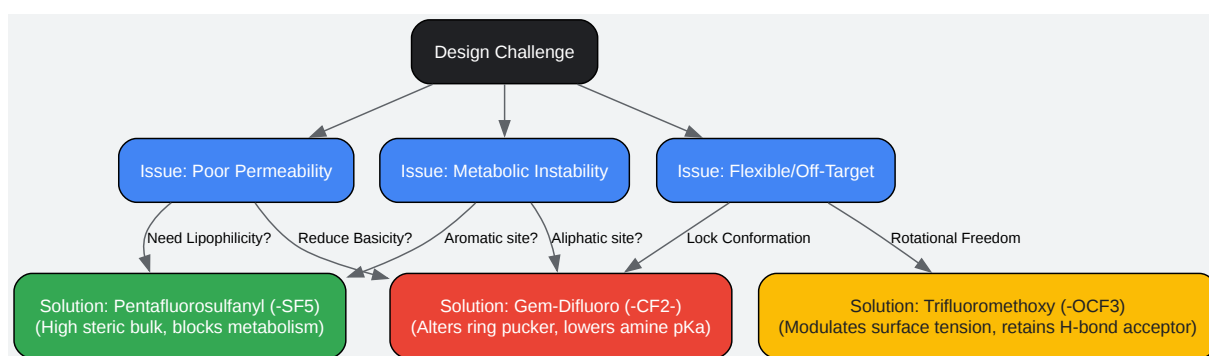 Design Challenge
Issue: Poor Permeability
Issue: Metabolic Instability
Issue: Flexible/Off-Target
Need Lipophilicity?
Reduce Basicity?
Aromatic site?
Aliphatic site?
Lock Conformation
Rotational Freedom
Solution: Pentafluorosulfanyl (-SF5)
(High steric bulk, blocks metabolism)
Solution: Gem-Difluoro (-CF2-)
(Alters ring pucker, lowers amine pKa)
Solution: Trifluoromethoxy (-OCF3)
(Modulates surface tension, retains H-bond acceptor)